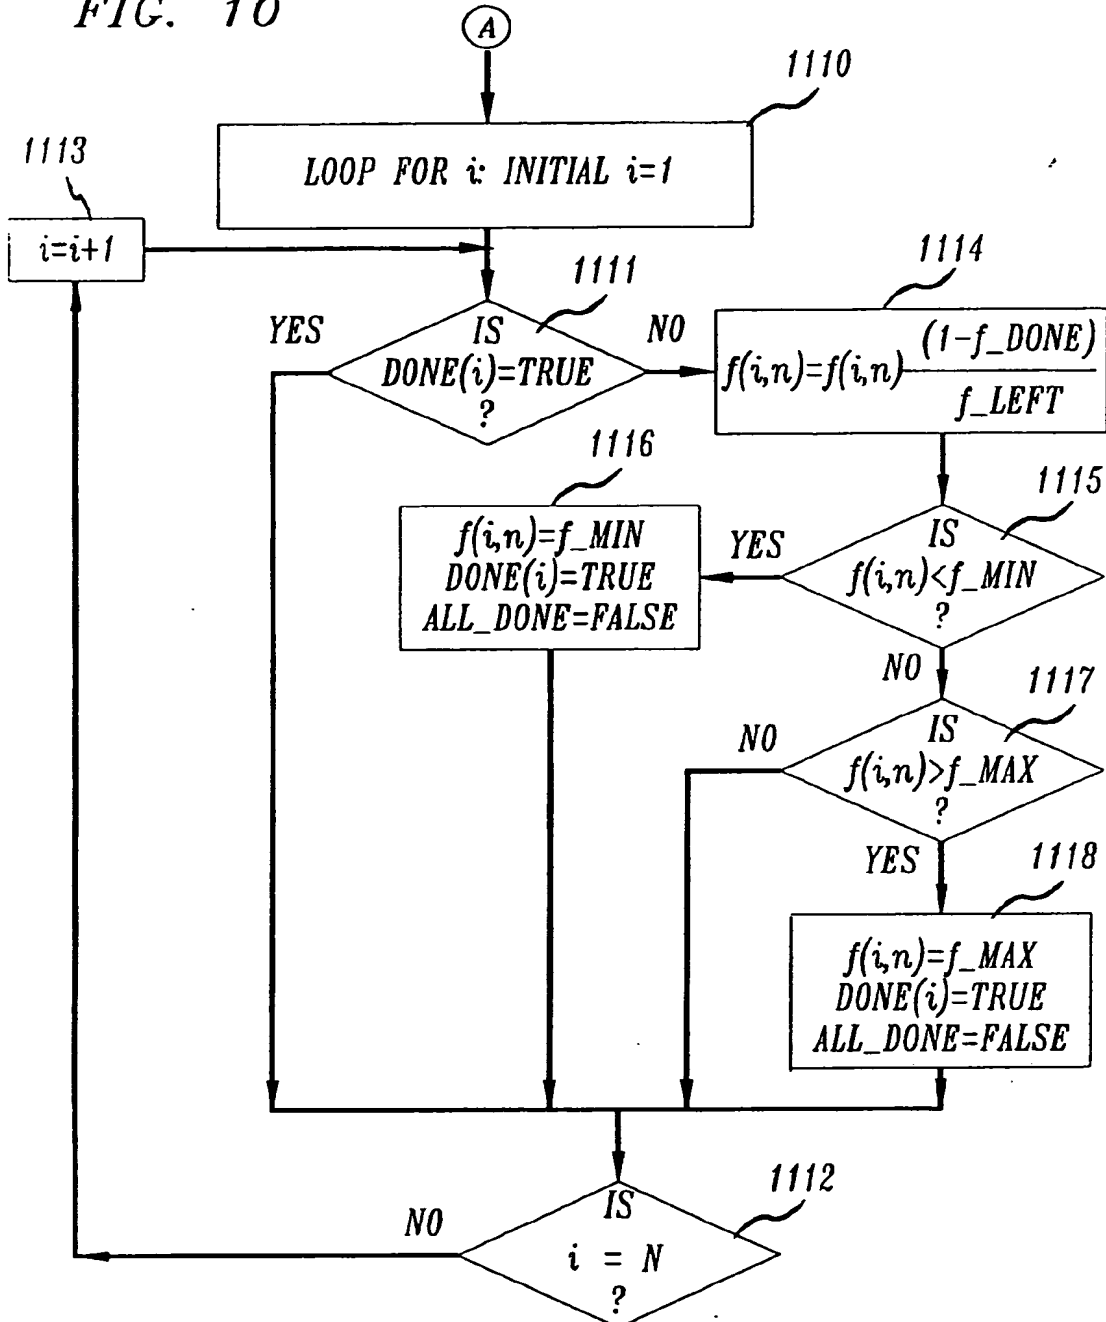 FIG. 10
A
1110
LOOP FOR i: INITIAL i=1
1113
i=i+1
1111
IS
DONE(i)=TRUE
?
YES
NO
1114
f(i,n)=f(i,n) (1-f_DONE)
f_LEFT
1116
f(i,n)=f_MIN
DONE(i)=TRUE
ALL_DONE=FALSE
1115
YES
IS
f(i,n)<f_MIN
?
NO
1117
NO
IS
f(i,n)>f_MAX
?
YES
1118
f(i,n)=f_MAX
DONE(i)=TRUE
ALL_DONE=FALSE
1112
NO
IS
i = N
?